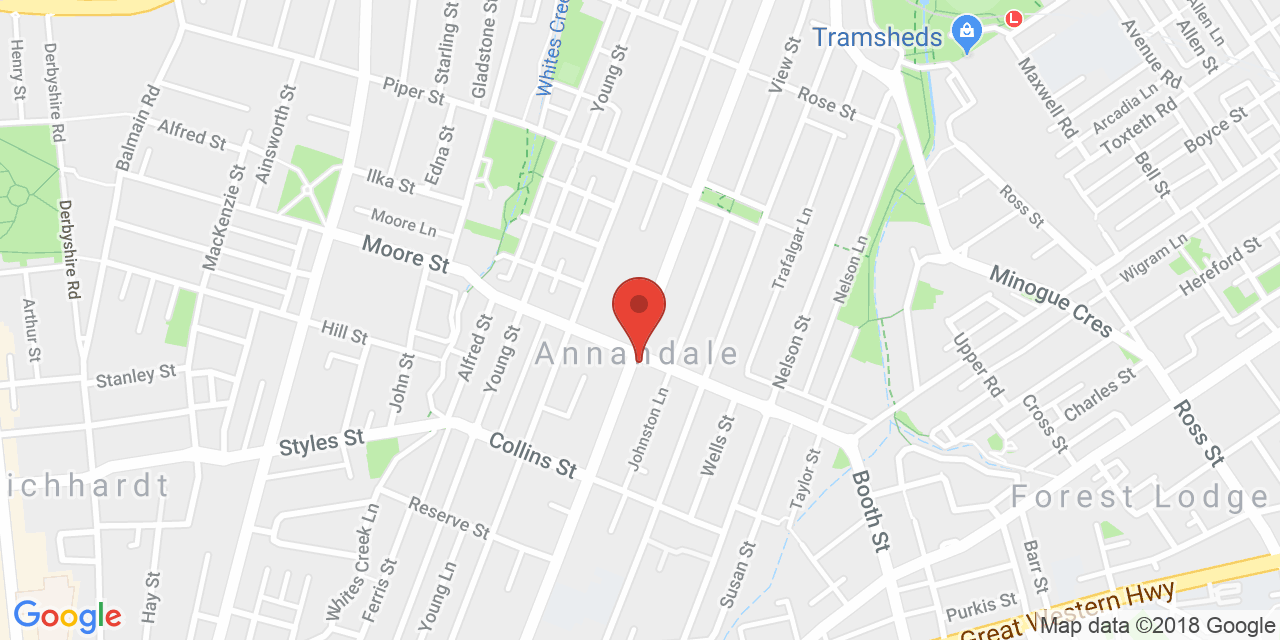 Henry St
Derbyshire Rd
Balmain Rd
Alfred St
Ainsworth St
MacKenzie St
Derbyshire Rd
Starling St
Gladstone St
Whites Creek
Young St
Piper St
Edna St
Ilka St
Moore Ln
Moore St
View St
Rose St
Tramsheds
L
Maxwell Rd
Avenue Rd
Allen St
Allen Ln
Arcadia Ln
Toxteth Rd
Boyce St
Bell St
Ross St
Wigram Ln
Hereford St
Minogue Cres
Trafalgar Ln
Nelson Ln
Nelson St
Upper Rd
Cross St
Charles St
Ross St
Arthur St
Hill St
Stanley St
John St
Alfred St
Young St
Annandale
Johnston Ln
Wells St
Styles St
Collins St
ichhardt
Reserve St
Whites Creek Ln
Ferris St
Young Ln
Hay St
Taylor St
Susan St
Booth St
Forest Lodge
Barr St
Purkis St
Great Western Hwy
Google
Map data ©2018 Google